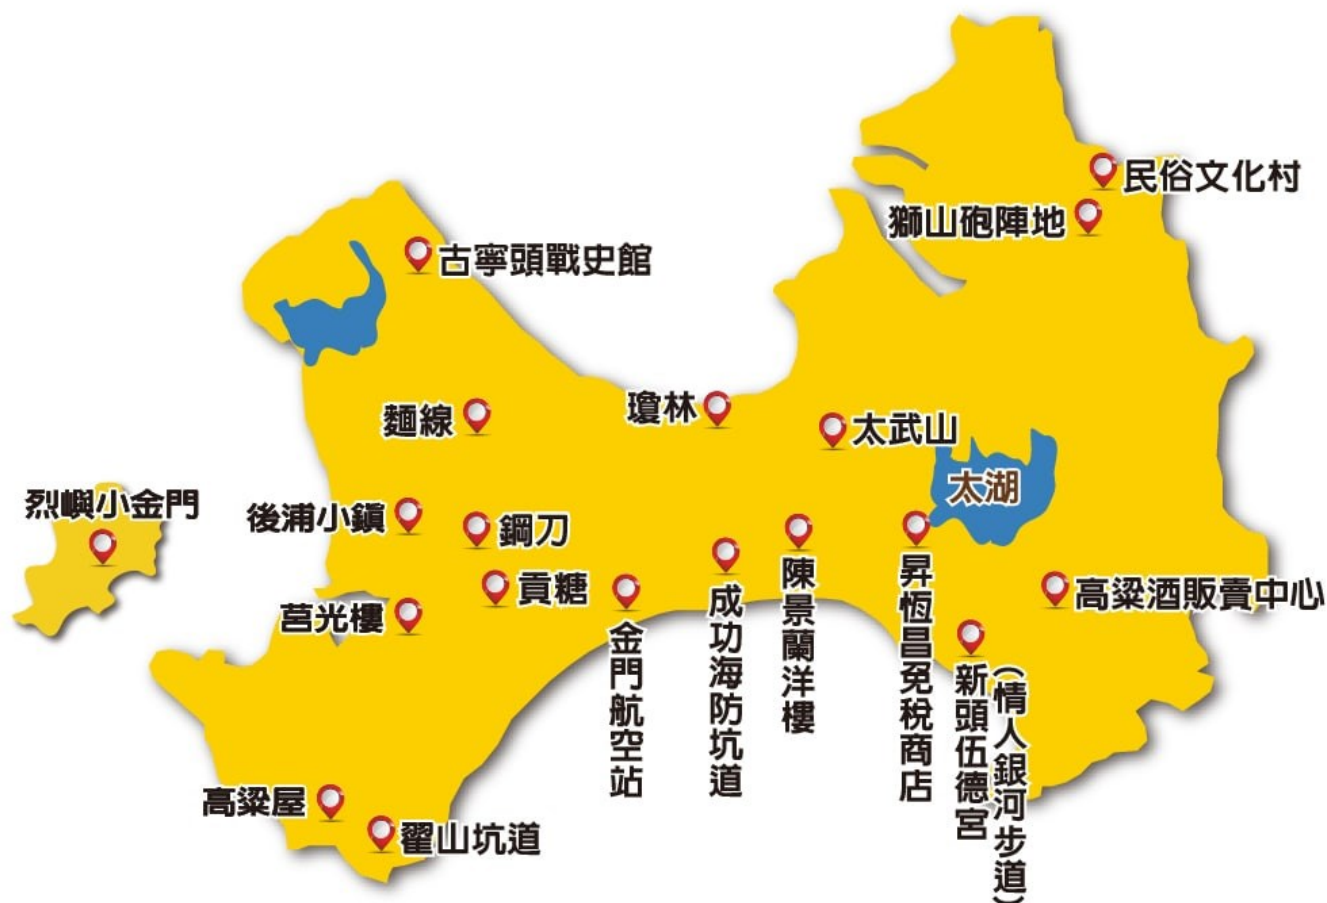 民俗文化村
獅山砲陣地
古寧頭戰史館
瓊林
麵線
太武山
太湖
烈嶼小金門
後浦小鎮
鋼刀
貢糖
莒光樓
金門航空站
成功海防坑道
陳景蘭洋樓
昇恆昌免稅商店
高粱酒販賣中心
新頭伍德宮
(情人銀河步道)
高粱屋
翟山坑道